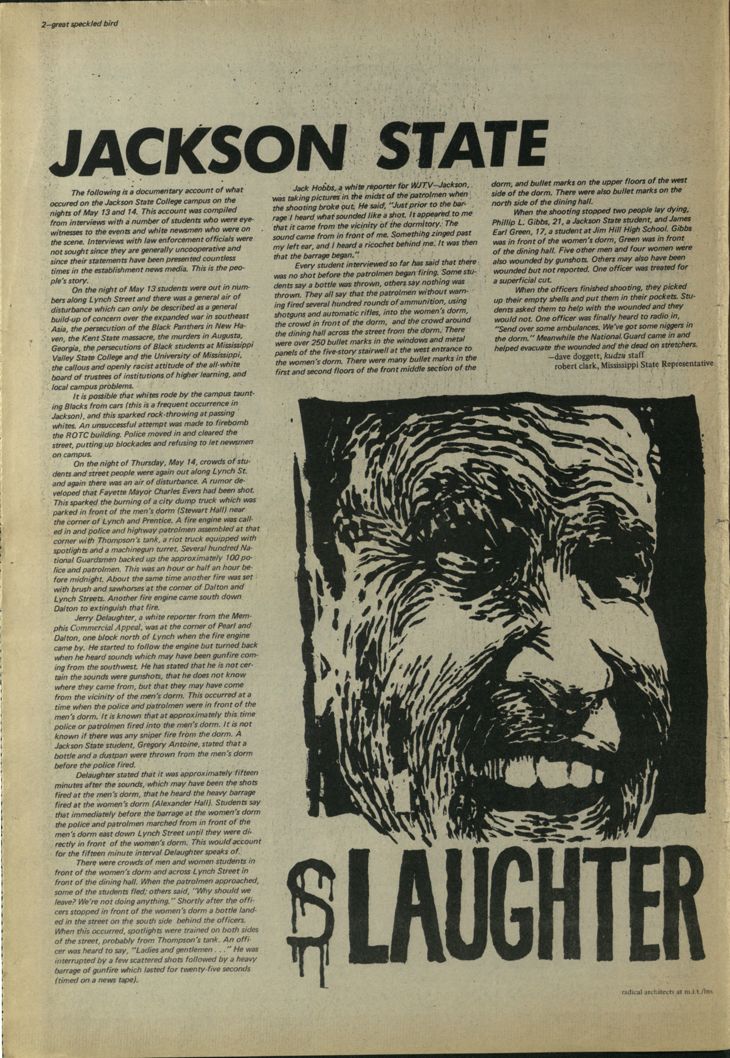 2—great speckled bird
JACKSON STATE
The following is a documentary account of what
occured on the Jackson State College campus on the
nights of May 13 and 14. This account was compiled
from interviews with a number of students who were eye-
witnesses to the events and white newsmen who were on
the scene. Interviews with law enforcement officials were
not sought since they are generally uncooperative and
since their statements have been presented countless
times in the establishment news media. This is the peo-
ple's story.
On the night of May 13 students were out in num-
bers along Lynch Street and there was a general air of
disturbance which can only be described as a general
build-up of concern over the expanded war in southeast
Asia, the persecution of the Black Panthers in New Ha-
ven, the Kent State massacre, the murders in Augusta,
Georgia, the persecutions of Black students at Mississippi
Valley State College and the University of Mississippi,
the callous and openly racist attitude of the all-white
board of trustees of institutions of higher learning, and
local campus problems.
It is possible that whites rode by the campus taunt-
ing Blacks from cars (this is a frequent occurrence in
Jackson), and this sparked rock-throwing at passing
whites. An unsuccessful attempt was made to firebomb
the ROTC building. Police moved in and cleared the
street, putting up blockades and refusing to let newsmen
on campus.
On the night of Thursday, May 14, crowds of stu-
dents and street people were again out along Lynch St.
and again there was an air of disturbance. A rumor de-
veloped that Fayette Mayor Charles Evers had been shot.
This sparked the burning of a city dump truck which was
parked in front of the men's dorm (Stewart Hall) near
the corner of Lynch and Prentice. A fire engine was call-
ed in and police and highway patrolmen assembled at that
corner with Thompson's tank, a riot truck equipped with
spotlights and a machinegun turret. Several hundred Na-
tional Guardsmen backed up the approximately 100 po-
lice and patrolmen. This was an hour or half an hour be-
fore midnight. About the same time another fire was set
with brush and sawhorses at the corner of Dalton and
Lynch Streets. Another fire engine came south down
Dalton to extinguish that fire.
Jerry Delaughter, a white reporter from the Mem-
phis Commercial Appeal, was at the corner of Pearl and
Dalton, one block north of Lynch when the fire engine
came by. He started to follow the engine but turned back
when he heard sounds which may have been gunfire com-
ing from the southwest. He has stated that he is not cer-
tain the sounds were gunshots, that he does not know
where they came from, but that they may have come
from the vicinity of the men's dorm. This occurred at a
time when the police and patrolmen were in front of the
men's dorm. It is known that at approximately this time
police or patrolmen fired into the men's dorm. It is not
known if there was any sniper fire from the dorm. A
Jackson State student, Gregory Antoine, stated that a
bottle and a dustpan were thrown from the men's dorm
before the police fired.
Delaughter stated that it was approximately fifteen
minutes after the sounds, which may have been the shots
fired at the men's dorm, that he heard the heavy barrage
fired at the women's dorm (Alexander Hall). Students say
that immediately before the barrage at the women's dorm
the police and patrolmen marched from in front of the
men's dorm east down Lynch Street until they were di-
rectly in front of the women's dorm. This would account
for the fifteen minute interval Delaughter speaks of.
There were crowds of men and women students in
front of the women's dorm and across Lynch Street in
front of the dining hall. When the patrolmen approached,
some of the students fled; others said, "Why should we
leave? We're not doing anything." Shortly after the offi-
cers stopped in front of the women's dorm a bottle land-
ed in the street on the south side behind the officers.
When this occurred, spotlights were trained on both sides
of the street, probably from Thompson's tank. An offi-
cer was heard to say, "Ladies and gentlemen . . ." He was
interrupted by a few scattered shots followed by a heavy
barrage of gunfire which lasted for twenty-five seconds
(timed on a news tape).
Jack Hobbs, a white reporter for WJTV—Jackson,
was taking pictures in the midst of the patrolmen when
the shooting broke out. He said, "Just prior to the bar-
rage I heard what sounded like a shot. It appeared to me
that it came from the vicinity of the dormitory. The
sound came from in front of me. Something zinged past
my left ear, and I heard a ricochet behind me. It was then
that the barrage began."
Every student interviewed so far has said that there
was no shot before the patrolmen began firing. Some stu-
dents say a bottle was thrown, others say nothing was
thrown. They all say that the patrolmen without warn-
ing fired several hundred rounds of ammunition, using
shotguns and automatic rifles, into the women's dorm,
the crowd in front of the dorm, and the crowd around
the dining hall across the street from the dorm. There
were over 250 bullet marks in the windows and metal
panels of the five-story stairwell at the west entrance to
the women's dorm. There were many bullet marks in the
first and second floors of the front middle section of the
dorm, and bullet marks on the upper floors of the west
side of the dorm. There were also bullet marks on the
north side of the dining hall.
When the shooting stopped two people lay dying,
Phillip L. Gibbs, 21, a Jackson State student, and James
Earl Green, 17, a student at Jim Hill High School. Gibbs
was in front of the women's dorm, Green was in front
of the dining hall. Five other men and four women were
also wounded by gunshots. Others may also have been
wounded but not reported. One officer was treated for
a superficial cut.
When the officers finished shooting, they picked
up their empty shells and put them in their pockets. Stu-
dents asked them to help with the wounded and they
would not. One officer was finally heard to radio in,
"Send over some ambulances. We've got some niggers in
the dorm." Meanwhile the National Guard came in and
helped evacuate the wounded and the dead on stretchers.
—dave doggett, kudzu staff
robert clark, Mississippi State Representative
SLAUGHTER
radical architects at m.i.t./lns